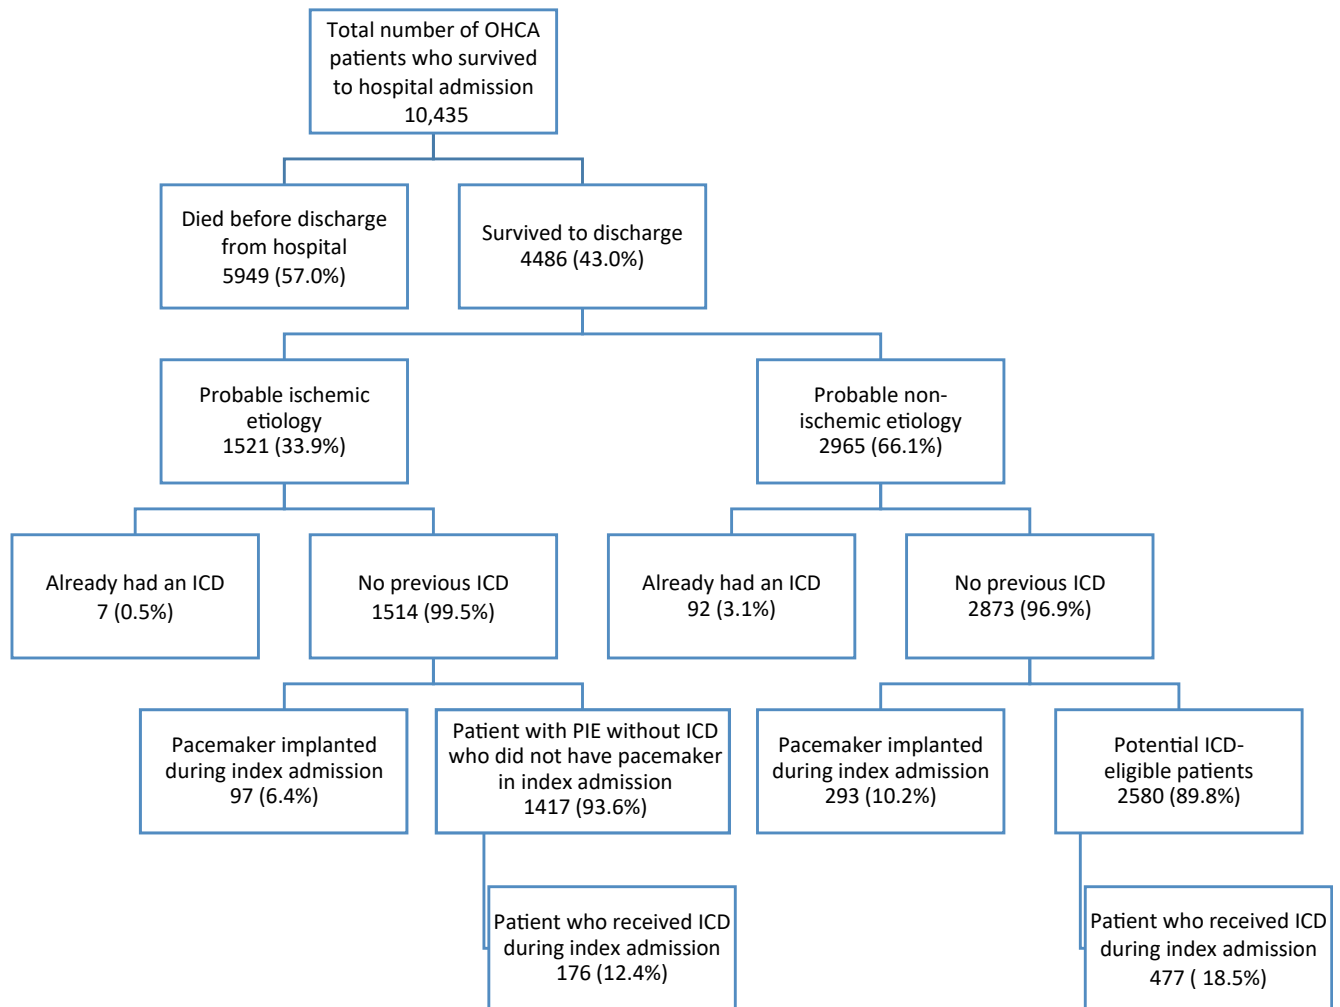 Total number of OHCA
patients who survived
to hospital admission
10,435
Died before discharge
from hospital
5949 (57.0%)
Survived to discharge
4486 (43.0%)
Probable ischemic
etiology
1521 (33.9%)
Probable non-
ischemic etiology
2965 (66.1%)
Already had an ICD
7 (0.5%)
No previous ICD
1514 (99.5%)
Already had an ICD
92 (3.1%)
No previous ICD
2873 (96.9%)
Pacemaker implanted
during index admission
97 (6.4%)
Patient with PIE without ICD
who did not have pacemaker
in index admission
1417 (93.6%)
Pacemaker implanted
during index admission
293 (10.2%)
Potential ICD-
eligible patients
2580 (89.8%)
Patient who received ICD
during index admission
176 (12.4%)
Patient who received ICD
during index admission
477 ( 18.5%)